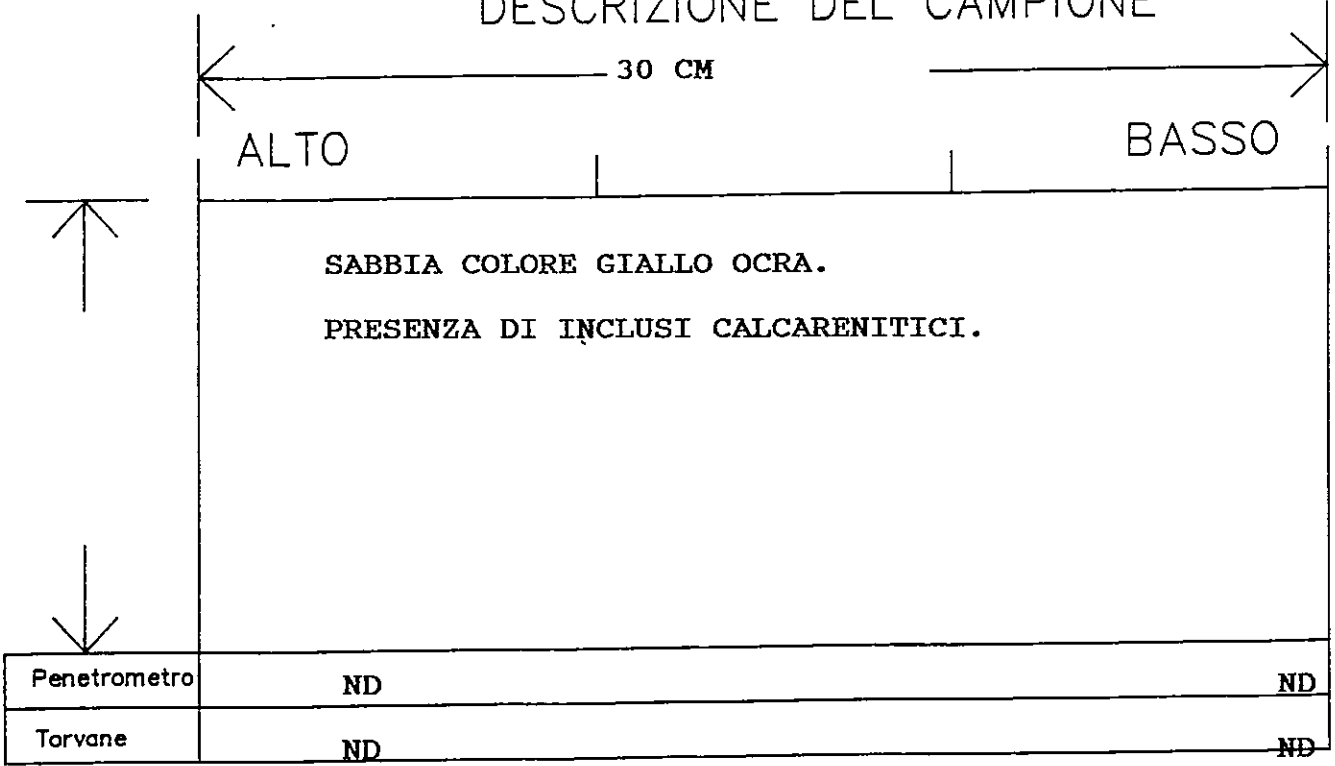 DESCRIZIONE DEL CAMPIONE
30 CM
ALTO BASSO
SABBIA COLORE GIALLO OCRA.
PRESENZA DI INCLUSI CALCARENITICI.
Penetrometro ND ND
Torvane ND ND